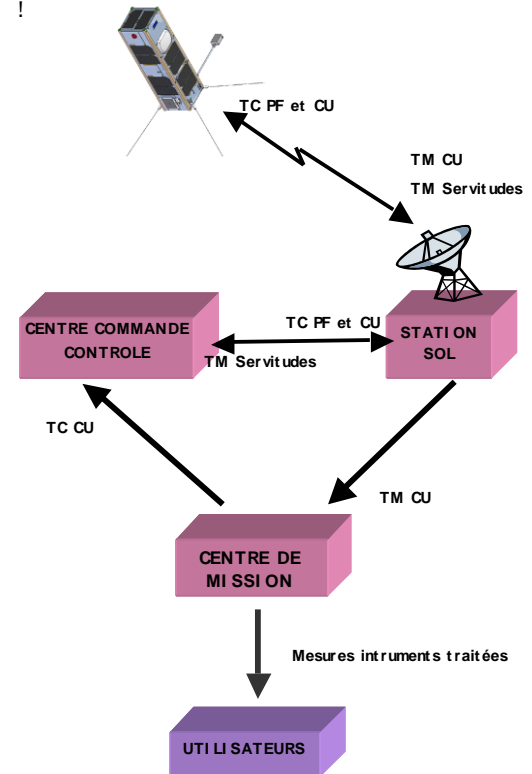 !
TC PF et CU
TM CU
TM Servitudes
CENTRE COMMANDE
CONTROLE
TC PF et CU
TM Servitudes
STATION
SOL
TC CU
TM CU
CENTRE DE
MISSION
Mesures intruments traitées
UTILISATEURS